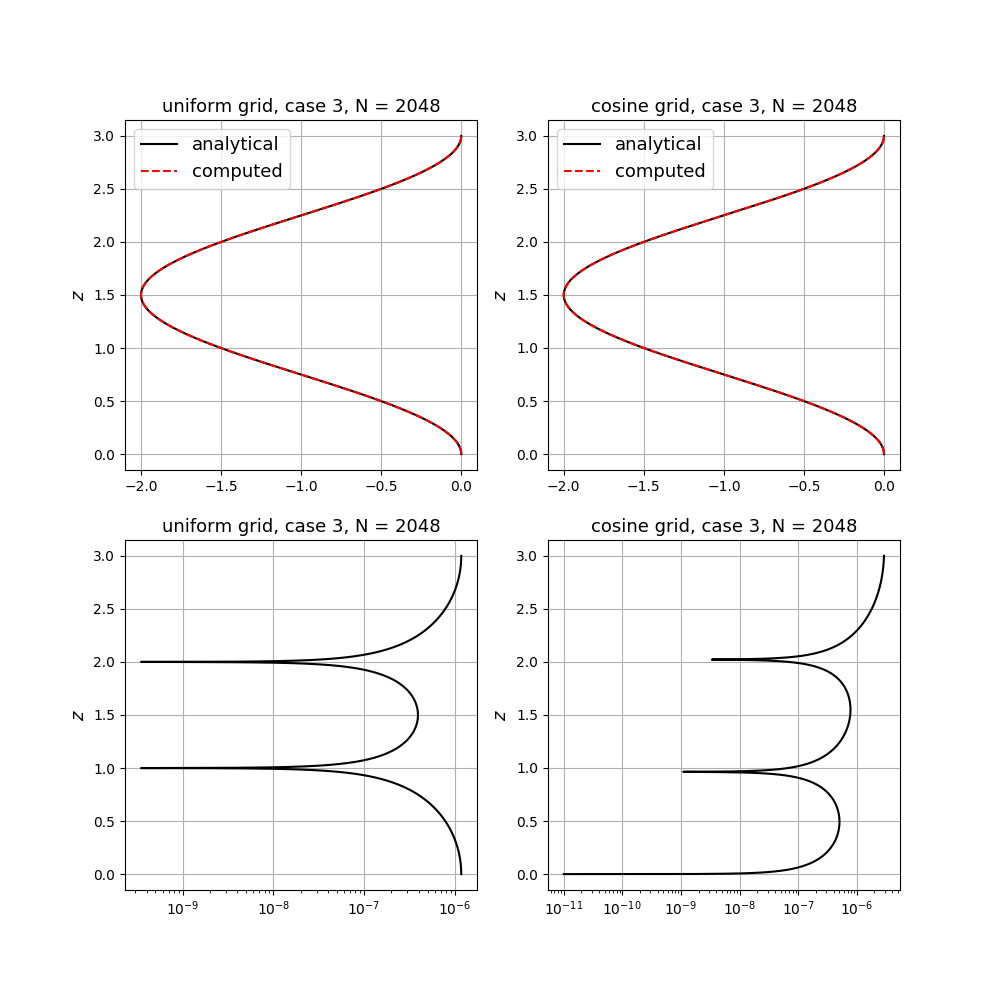 uniform grid, case 3, N = 2048
analytical
computed
3.0
2.5
2.0
1.5
1.0
0.5
0.0
z
−2.0 −1.5 −1.0 −0.5 0.0
cosine grid, case 3, N = 2048
analytical
computed
3.0
2.5
2.0
1.5
1.0
0.5
0.0
z
−2.0 −1.5 −1.0 −0.5 0.0
uniform grid, case 3, N = 2048
3.0
2.5
2.0
1.5
1.0
0.5
0.0
z
10⁻⁹ 10⁻⁸ 10⁻⁷ 10⁻⁶
cosine grid, case 3, N = 2048
3.0
2.5
2.0
1.5
1.0
0.5
0.0
z
10⁻¹¹ 10⁻¹⁰ 10⁻⁹ 10⁻⁸ 10⁻⁷ 10⁻⁶